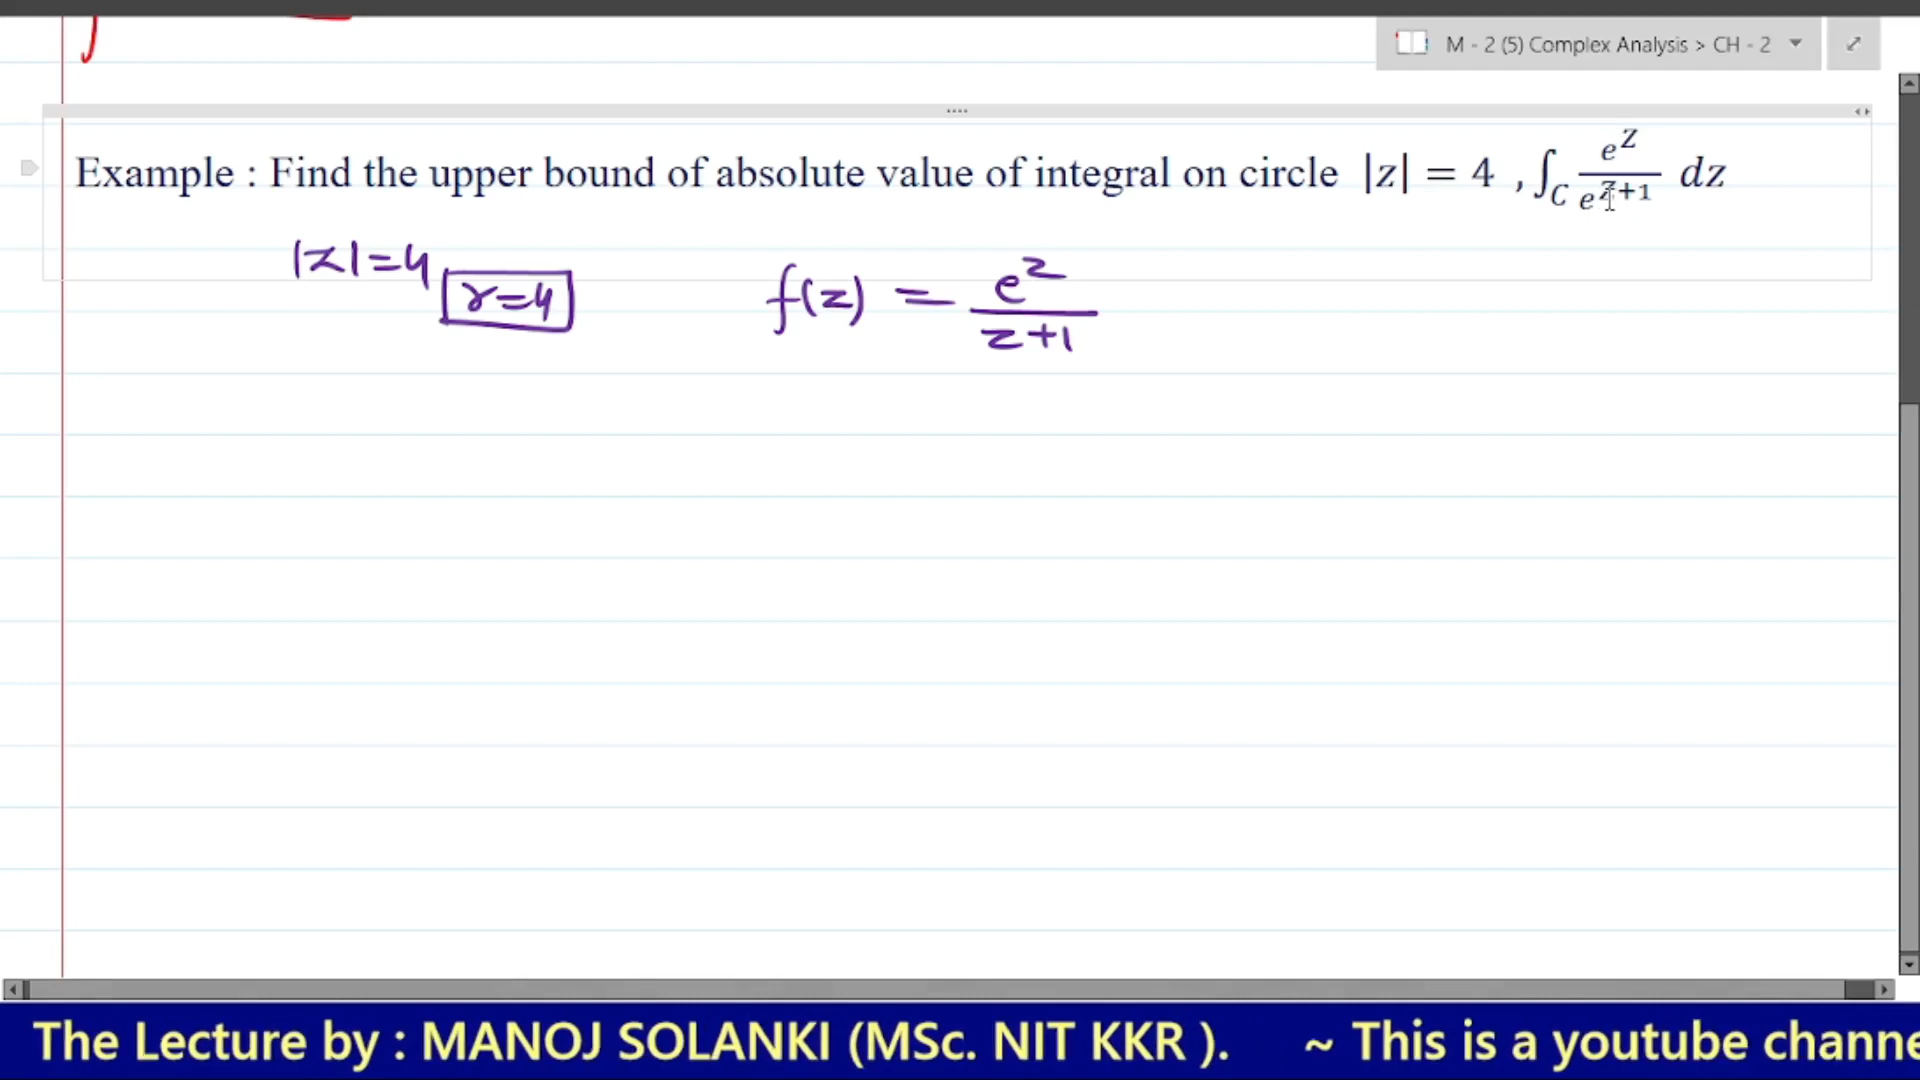 M - 2 (5) Complex Analysis > CH - 2
Example : Find the upper bound of absolute value of integral on circle |z| = 4 , ∫_C e^z / e^{z+1} dz
|z|=4
r=4
f(z) = e^z / z+1
The Lecture by : MANOJ SOLANKI (MSc. NIT KKR ). ~ This is a youtube channe